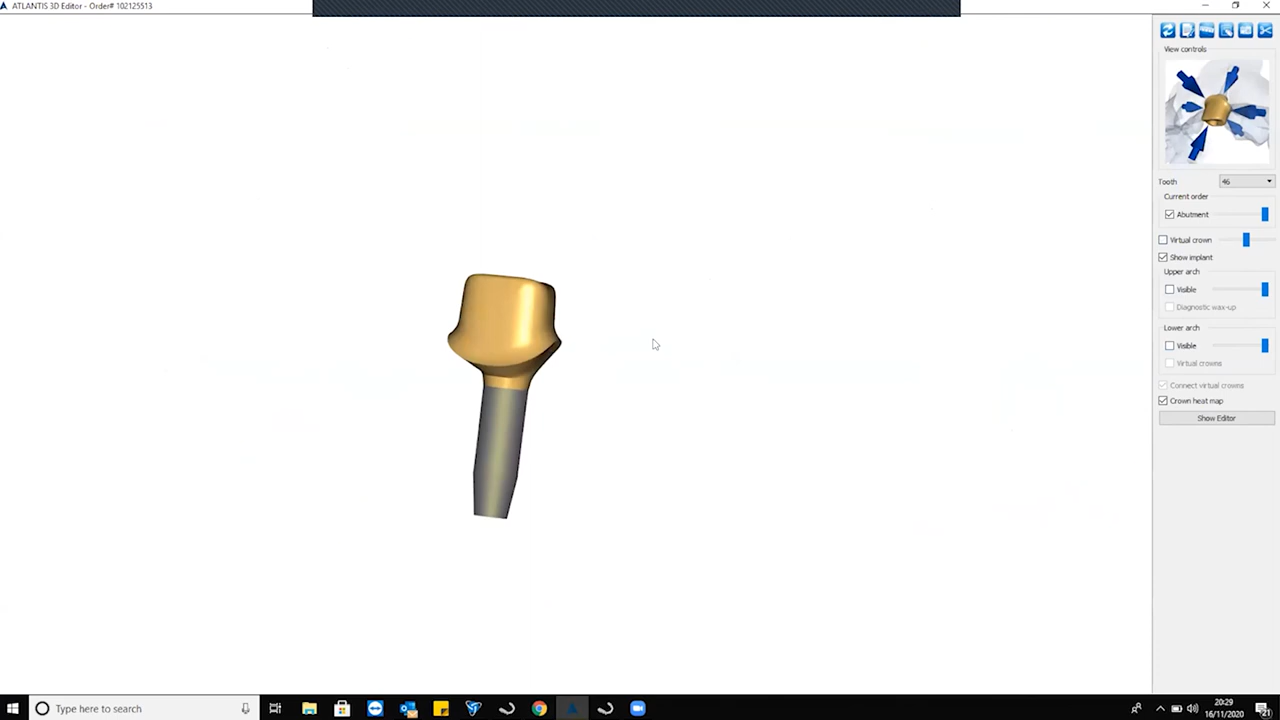 ATLANTIS 3D Editor - Order# 102125513
View controls
Tooth 46
Current order
Abutment
Virtual crown
Show implant
Upper arch
Visible
Diagnostic wax-up
Lower arch
Visible
Virtual crowns
Connect virtual crowns
Crown heat map
Show Editor
Type here to search
20:29
16/11/2020